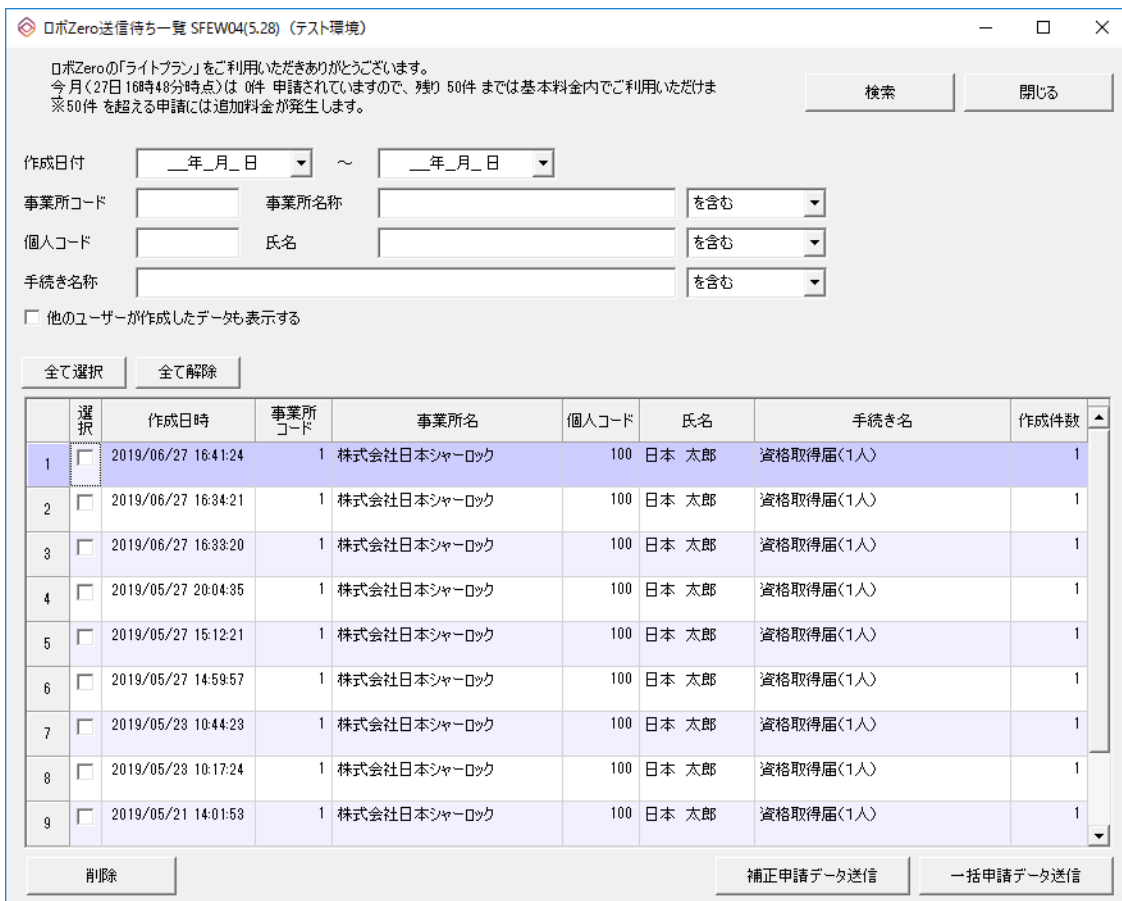 ロボZero送信待ち一覧 SFEW04(5.28) (テスト環境)
ロボZeroの「ライトプラン」をご利用いただきありがとうございます。
今月(27日16時48分時点)は 0件 申請されていますので、残り 50件 までは基本料金内でご利用いただけま
※50件 を超える申請には追加料金が発生します。
検索 閉じる
作成日付 __年_月_日 ～ __年_月_日
事業所コード 事業所名称 を含む
個人コード 氏名 を含む
手続き名称 を含む
他のユーザーが作成したデータも表示する
全て選択 全て解除
選択 作成日時 事業所コード 事業所名 個人コード 氏名 手続き名 作成件数
1 2019/06/27 16:41:24 1 株式会社日本シャーロック 100 日本 太郎 資格取得届(1人) 1
2 2019/06/27 16:34:21 1 株式会社日本シャーロック 100 日本 太郎 資格取得届(1人) 1
3 2019/06/27 16:33:20 1 株式会社日本シャーロック 100 日本 太郎 資格取得届(1人) 1
4 2019/05/27 20:04:35 1 株式会社日本シャーロック 100 日本 太郎 資格取得届(1人) 1
5 2019/05/27 15:12:21 1 株式会社日本シャーロック 100 日本 太郎 資格取得届(1人) 1
6 2019/05/27 14:59:57 1 株式会社日本シャーロック 100 日本 太郎 資格取得届(1人) 1
7 2019/05/23 10:44:23 1 株式会社日本シャーロック 100 日本 太郎 資格取得届(1人) 1
8 2019/05/23 10:17:24 1 株式会社日本シャーロック 100 日本 太郎 資格取得届(1人) 1
9 2019/05/21 14:01:53 1 株式会社日本シャーロック 100 日本 太郎 資格取得届(1人) 1
削除 補正申請データ送信 一括申請データ送信